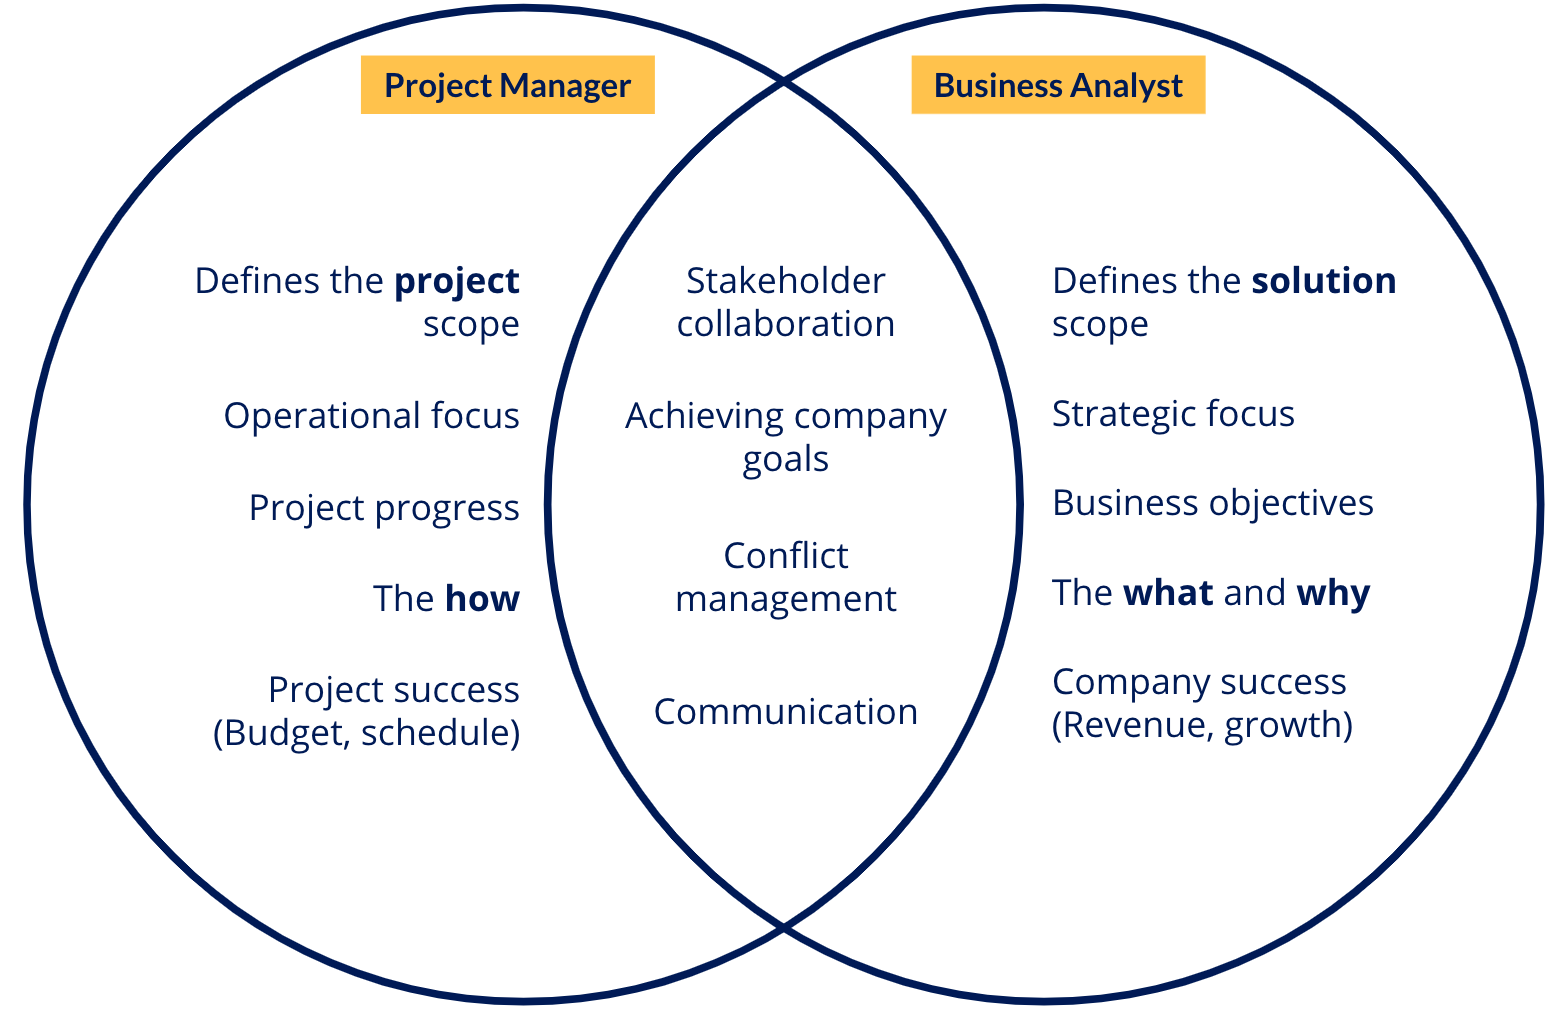 Project Manager
Business Analyst
Defines the project
scope
Operational focus
Project progress
The how
Project success
(Budget, schedule)
Stakeholder
collaboration
Achieving company
goals
Conflict
management
Communication
Defines the solution
scope
Strategic focus
Business objectives
The what and why
Company success
(Revenue, growth)